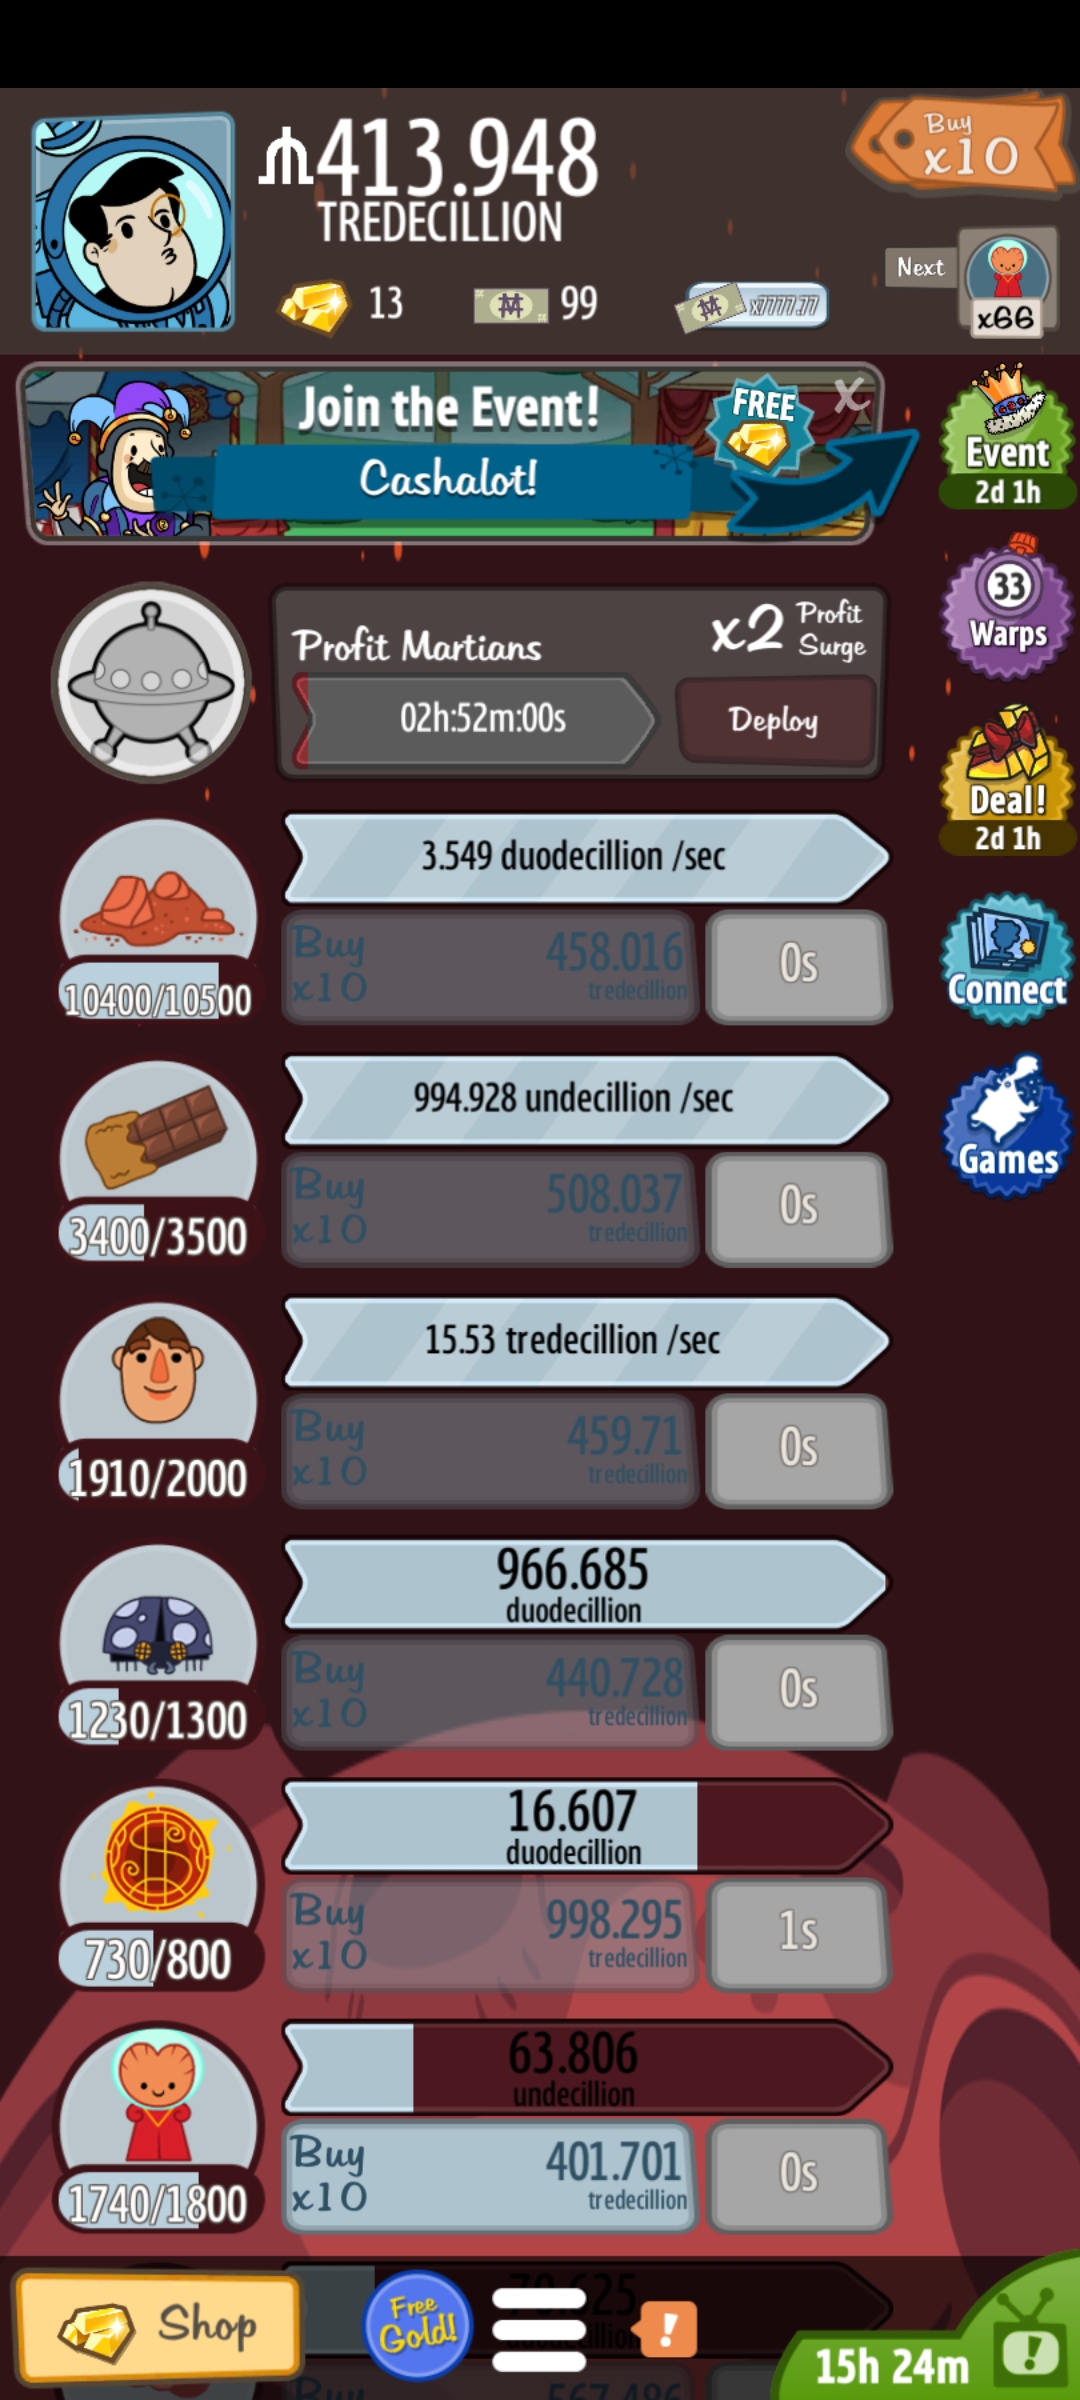 413.948
TREDECILLION
Buy
x10
13
99
x7777.77
Next
x66
Join the Event!
FREE
X
Cashalot!
Event
2d 1h
33
Warps
Profit Martians
x2 Profit
Surge
02h:52m:00s
Deploy
Deal!
2d 1h
3.549 duodecillion /sec
Buy
x10
458.016
tredecillion
0s
10400/10500
Connect
994.928 undecillion /sec
Buy
x10
508.037
tredecillion
0s
3400/3500
Games
15.53 tredecillion /sec
Buy
x10
459.71
tredecillion
0s
1910/2000
966.685
duodecillion
Buy
x10
440.728
tredecillion
0s
1230/1300
16.607
duodecillion
Buy
x10
998.295
tredecillion
1s
730/800
63.806
undecillion
Buy
x10
401.701
tredecillion
0s
1740/1800
Shop
Free
Gold!
!
15h 24m
!